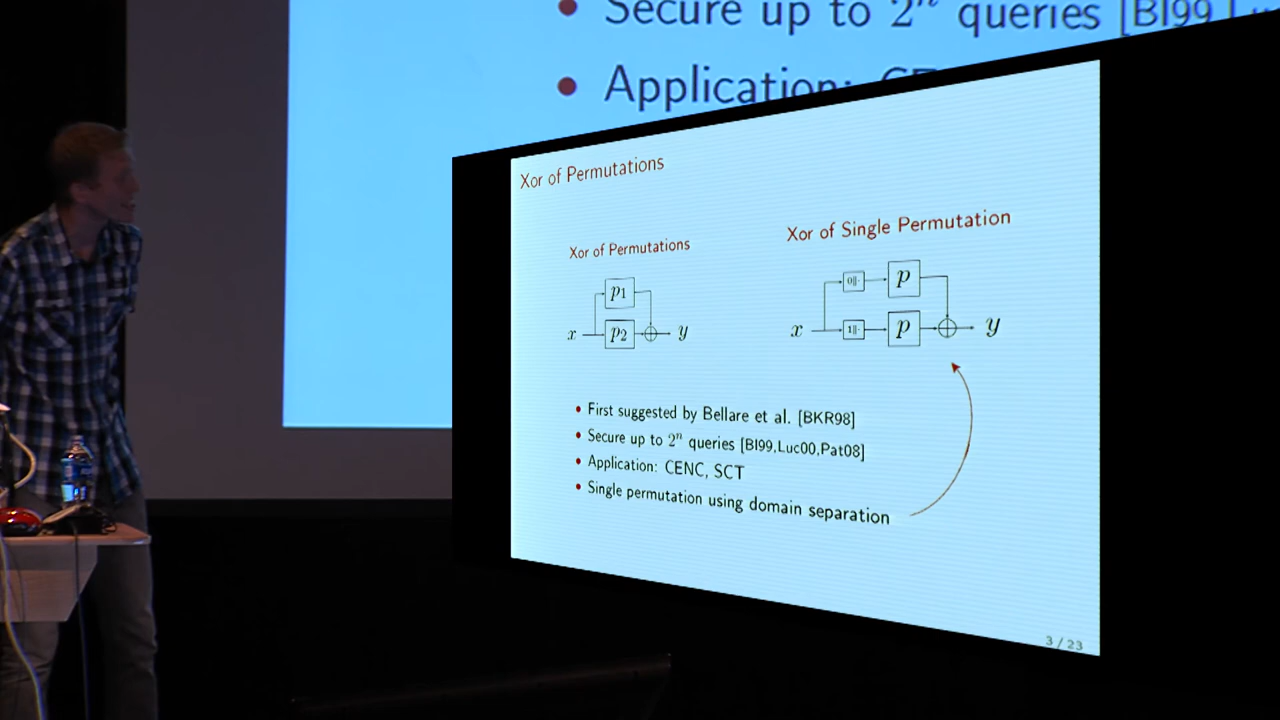 Secure up to 2ⁿ queries [BI99,Luc
Application:
Xor of Permutations
Xor of Permutations
p1
x
p2
y
Xor of Single Permutation
0||·
p
x
1||·
p
y
First suggested by Bellare et al. [BKR98]
Secure up to 2ⁿ queries [BI99,Luc00,Pat08]
Application: CENC, SCT
Single permutation using domain separation
3 / 23